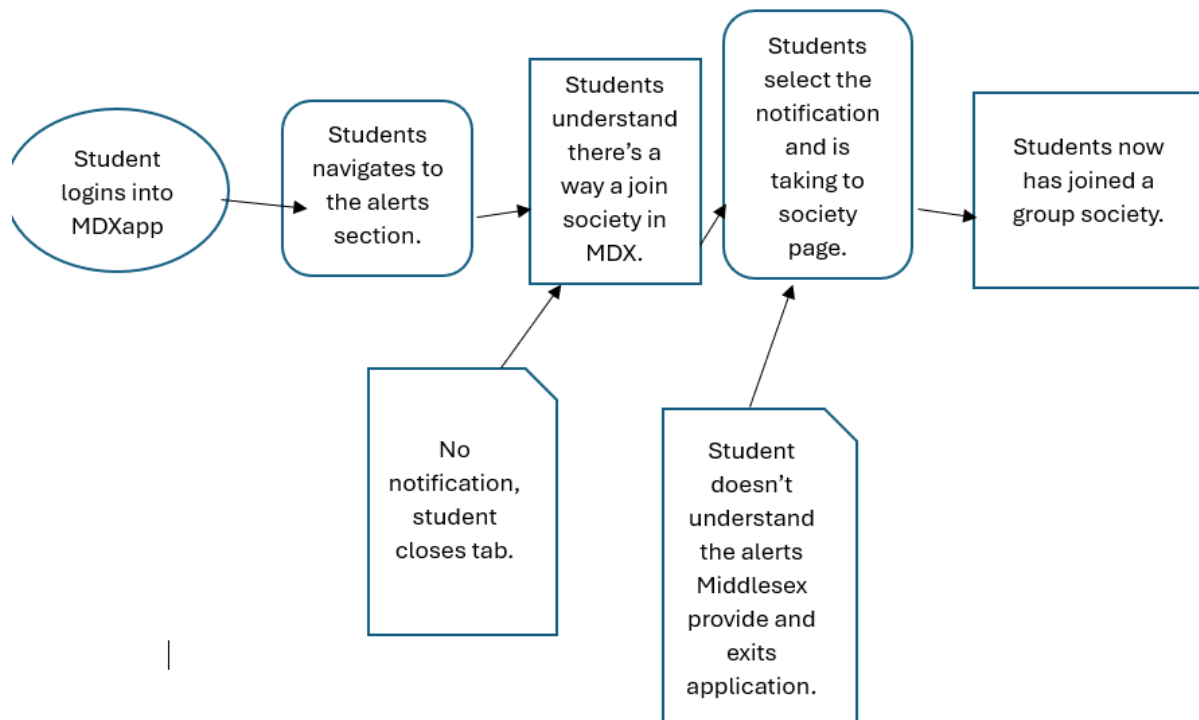 Student
logins into
MDXapp
Students
navigates to
the alerts
section.
Students
understand
there's a
way a join
society in
MDX.
Students
select the
notification
and is
taking to
society
page.
Students now
has joined a
group society.
No
notification,
student
closes tab.
Student
doesn't
understand
the alerts
Middlesex
provide and
exits
application.